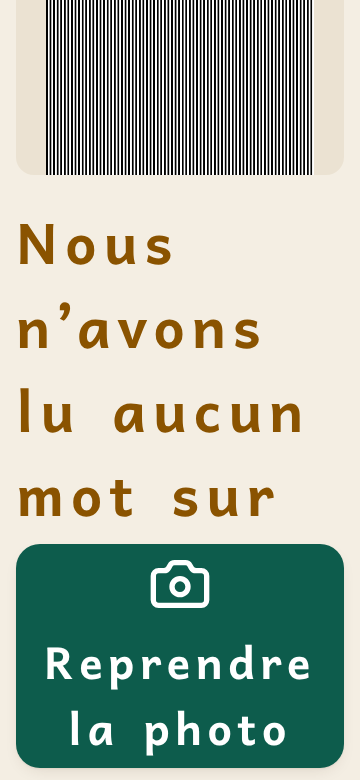 Nous
n’avons
lu aucun
mot sur
Reprendre
la photo